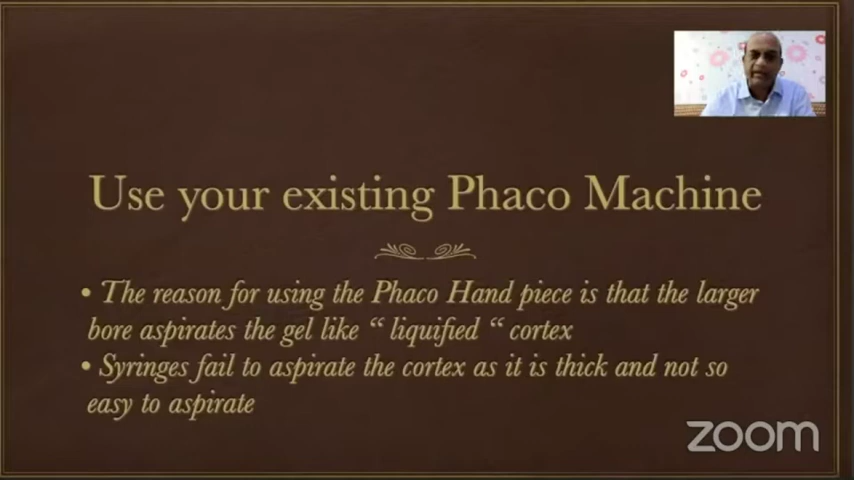 Use your existing Phaco Machine
• The reason for using the Phaco Hand piece is that the larger
bore aspirates the gel like “ liquified “ cortex
• Syringes fail to aspirate the cortex as it is thick and not so
easy to aspirate
zoom